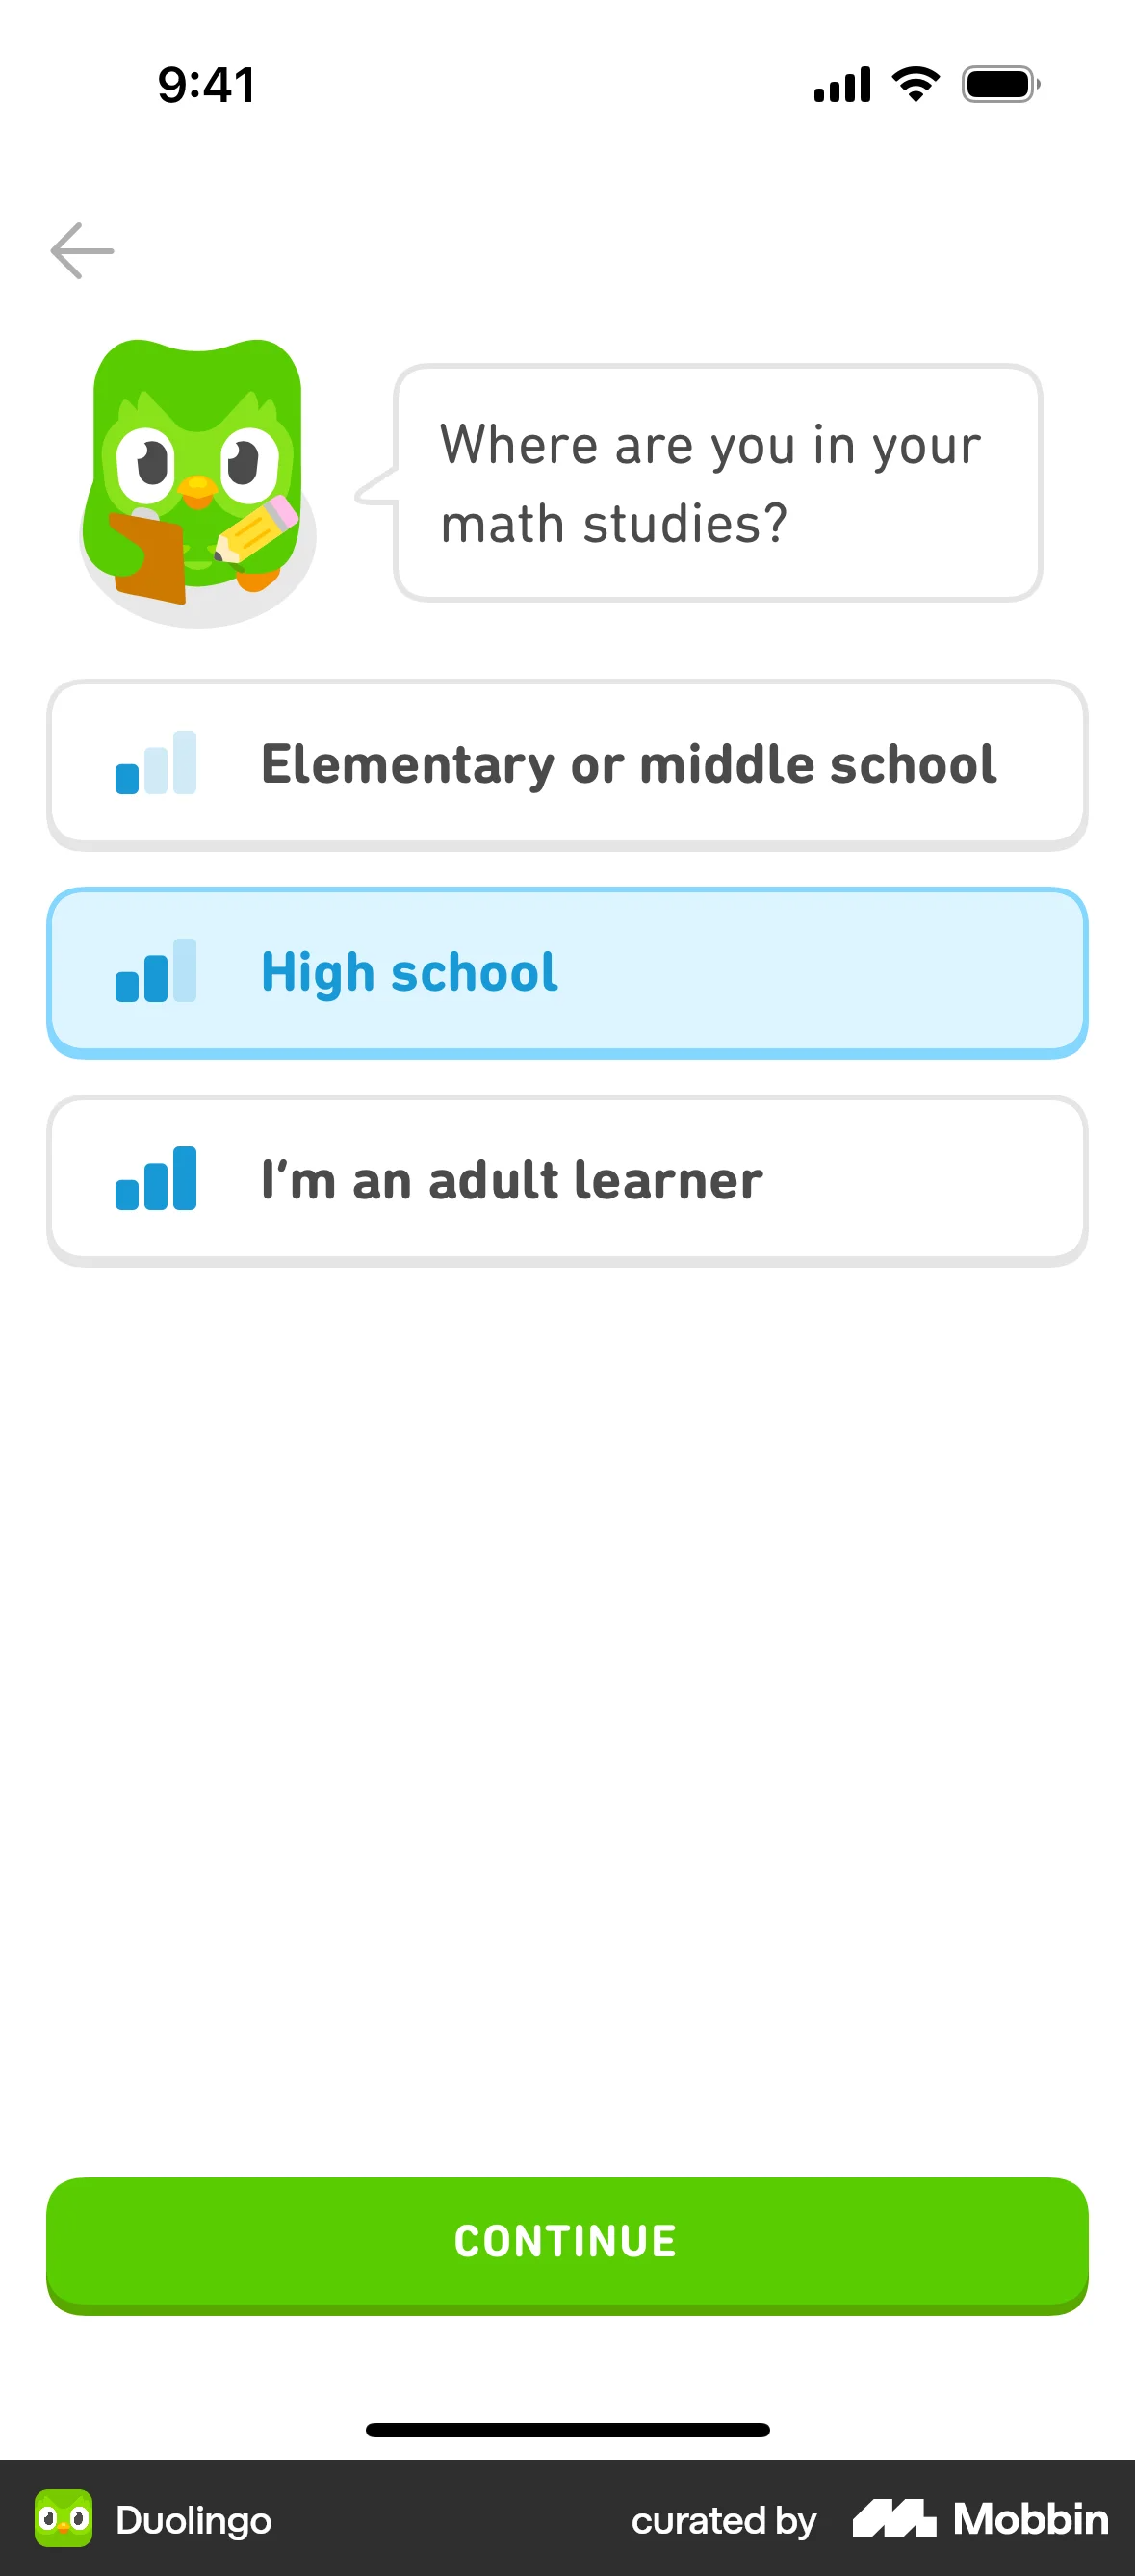 9:41
Where are you in your
math studies?
Elementary or middle school
High school
I’m an adult learner
CONTINUE
Duolingo
curated by Mobbin